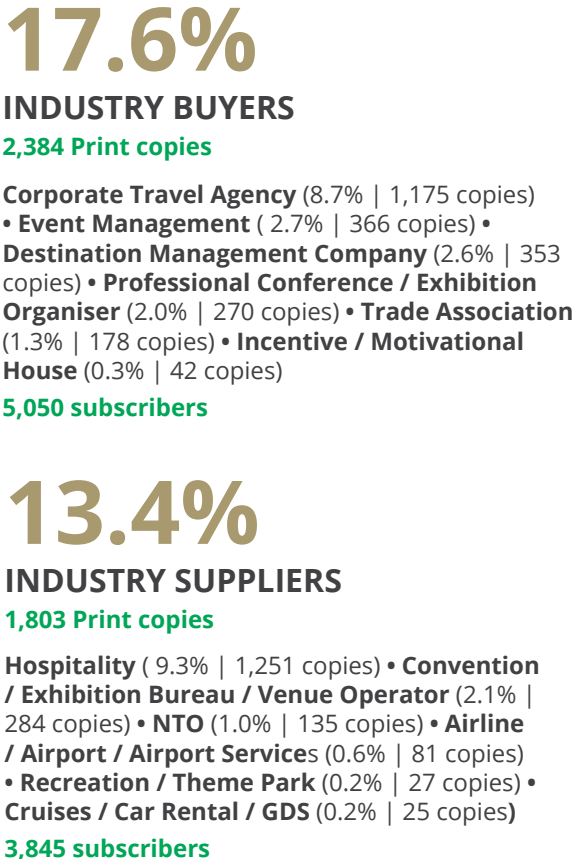 17.6%
INDUSTRY BUYERS
2,384 Print copies
Corporate Travel Agency (8.7% | 1,175 copies)
• Event Management ( 2.7% | 366 copies) •
Destination Management Company (2.6% | 353
copies) • Professional Conference / Exhibition
Organiser (2.0% | 270 copies) • Trade Association
(1.3% | 178 copies) • Incentive / Motivational
House (0.3% | 42 copies)
5,050 subscribers
13.4%
INDUSTRY SUPPLIERS
1,803 Print copies
Hospitality ( 9.3% | 1,251 copies) • Convention
/ Exhibition Bureau / Venue Operator (2.1% |
284 copies) • NTO (1.0% | 135 copies) • Airline
/ Airport / Airport Services (0.6% | 81 copies)
• Recreation / Theme Park (0.2% | 27 copies) •
Cruises / Car Rental / GDS (0.2% | 25 copies)
3,845 subscribers